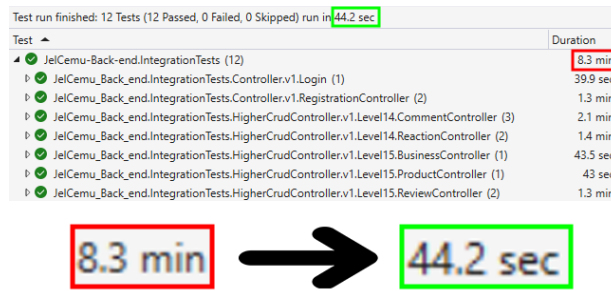 Test run finished: 12 Tests (12 Passed, 0 Failed, 0 Skipped) run in 44.2 sec
Test Duration
JelCemu-Back-end.IntegrationTests (12) 8.3 min
JelCemu_Back_end.IntegrationTests.Controller.v1.Login (1) 39.9 sec
JelCemu_Back_end.IntegrationTests.Controller.v1.RegistrationController (2) 1.3 min
JelCemu_Back_end.IntegrationTests.HigherCrudController.v1.Level14.CommentController (3) 2.1 min
JelCemu_Back_end.IntegrationTests.HigherCrudController.v1.Level14.ReactionController (2) 1.4 min
JelCemu_Back_end.IntegrationTests.HigherCrudController.v1.Level15.BusinessController (1) 43.5 sec
JelCemu_Back_end.IntegrationTests.HigherCrudController.v1.Level15.ProductController (1) 43 sec
JelCemu_Back_end.IntegrationTests.HigherCrudController.v1.Level15.ReviewController (2) 1.3 min
8.3 min 44.2 sec